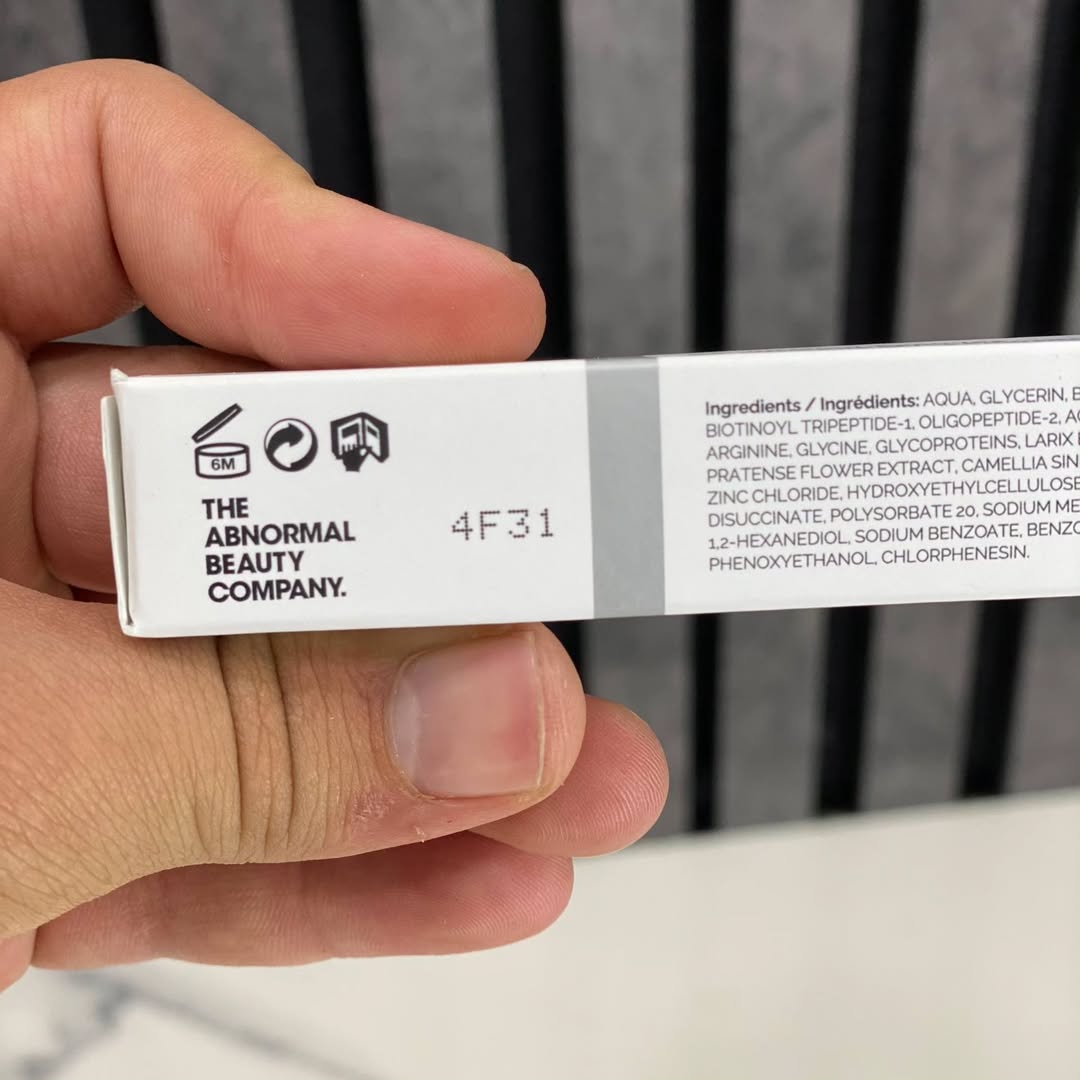 6M
THE
ABNORMAL
BEAUTY
COMPANY.
4F31
Ingredients / Ingrédients: AQUA, GLYCERIN,
BIOTINOYL TRIPEPTIDE-1, OLIGOPEPTIDE-2,
ARGININE, GLYCINE, GLYCOPROTEINS, LARIX
PRATENSE FLOWER EXTRACT, CAMELLIA
ZINC CHLORIDE, HYDROXYETHYLCELLULOSE
DISUCCINATE, POLYSORBATE 20, SODIUM
1,2-HEXANEDIOL, SODIUM BENZOATE,
PHENOXYETHANOL, CHLORPHENESIN.